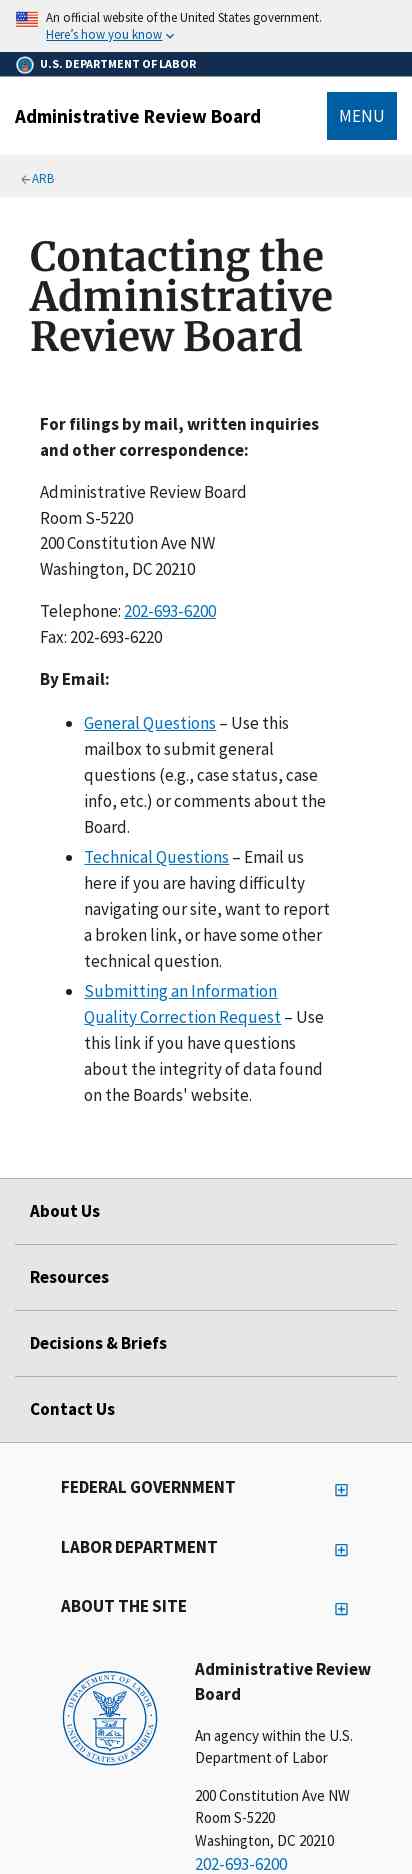 An official website of the United States government.
Here's how you know
U.S. DEPARTMENT OF LABOR
Administrative Review Board
MENU
ARB
Contacting the
Administrative
Review Board
For filings by mail, written inquiries
and other correspondence:
Administrative Review Board
Room S-5220
200 Constitution Ave NW
Washington, DC 20210
Telephone: 202-693-6200
Fax: 202-693-6220
By Email:
General Questions – Use this
mailbox to submit general
questions (e.g., case status, case
info, etc.) or comments about the
Board.
Technical Questions – Email us
here if you are having difficulty
navigating our site, want to report
a broken link, or have some other
technical question.
Submitting an Information
Quality Correction Request – Use
this link if you have questions
about the integrity of data found
on the Boards' website.
About Us
Resources
Decisions & Briefs
Contact Us
FEDERAL GOVERNMENT
LABOR DEPARTMENT
ABOUT THE SITE
DEPARTMENT OF LABOR
UNITED STATES OF AMERICA
Administrative Review
Board
An agency within the U.S.
Department of Labor
200 Constitution Ave NW
Room S-5220
Washington, DC 20210
202-693-6200